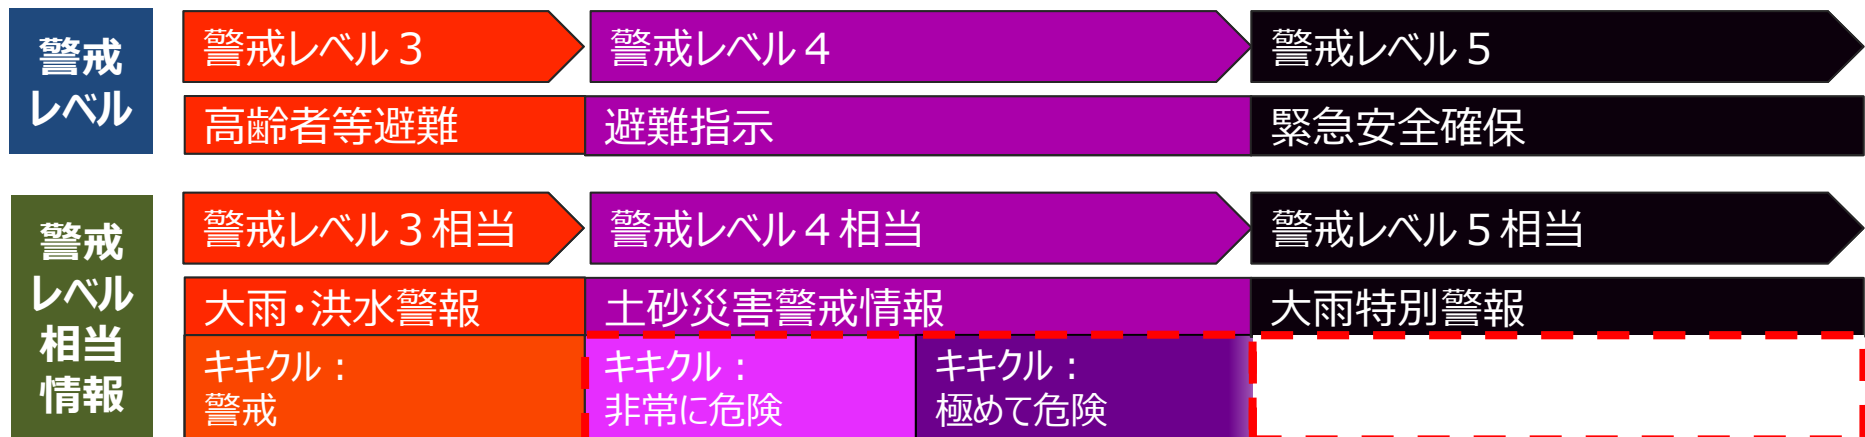 警戒
レベル
警戒レベル３
警戒レベル４
警戒レベル５
高齢者等避難
避難指示
緊急安全確保
警戒
レベル
相当
情報
警戒レベル３相当
警戒レベル４相当
警戒レベル５相当
大雨・洪水警報
土砂災害警戒情報
大雨特別警報
キキクル：
警戒
キキクル：
非常に危険
キキクル：
極めて危険